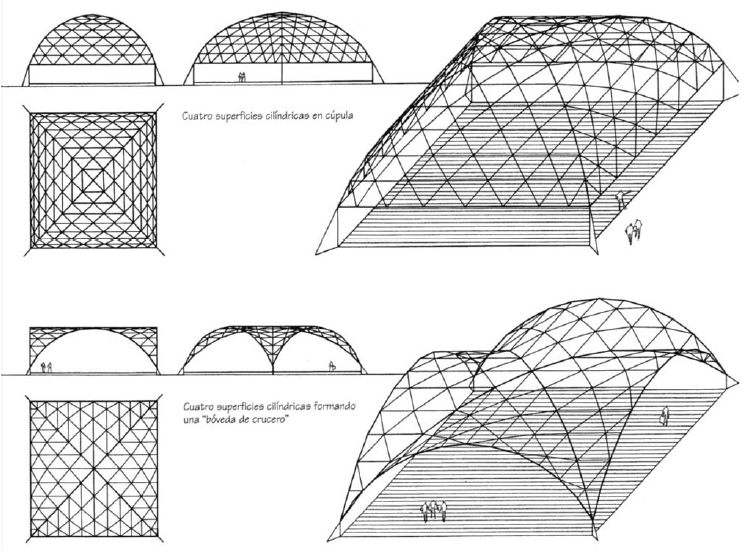 Cuatro superficies cilíndricas en cúpula
Cuatro superficies cilíndricas formando
una "bóveda de crucero"